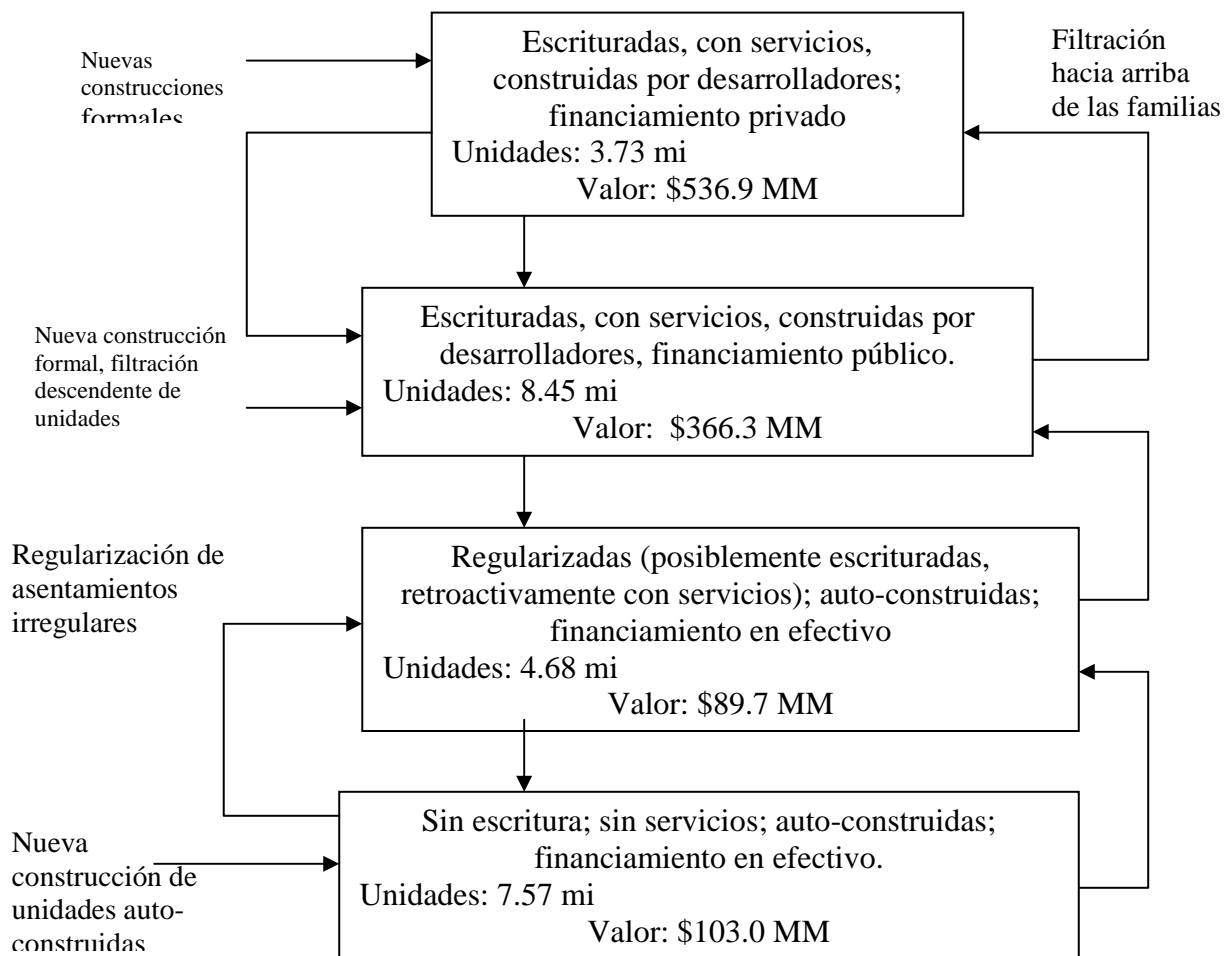 Nuevas
construcciones
formales
Escrituradas, con servicios,
construidas por desarrolladores;
financiamiento privado
Unidades: 3.73 mi
Valor: $536.9 MM
Filtración
hacia arriba
de las familias
Nueva construcción
formal, filtración
descendente de
unidades
Escrituradas, con servicios, construidas por
desarrolladores, financiamiento público.
Unidades: 8.45 mi
Valor: $366.3 MM
Regularización de
asentamientos
irregulares
Regularizadas (posiblemente escrituradas,
retroactivamente con servicios); auto-construidas;
financiamiento en efectivo
Unidades: 4.68 mi
Valor: $89.7 MM
Nueva
construcción de
unidades auto-
construidas
Sin escritura; sin servicios; auto-construidas;
financiamiento en efectivo.
Unidades: 7.57 mi
Valor: $103.0 MM